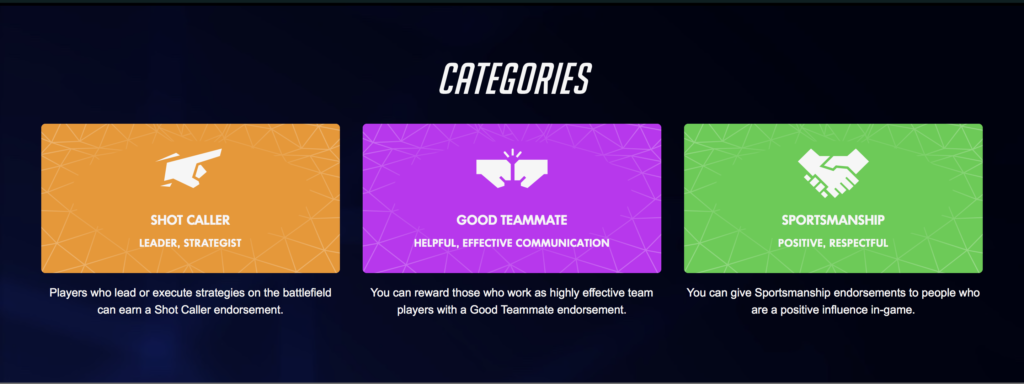 CATEGORIES
SHOT CALLER
LEADER, STRATEGIST
Players who lead or execute strategies on the battlefield
can earn a Shot Caller endorsement.
GOOD TEAMMATE
HELPFUL, EFFECTIVE COMMUNICATION
You can reward those who work as highly effective team
players with a Good Teammate endorsement.
SPORTSMANSHIP
POSITIVE, RESPECTFUL
You can give Sportsmanship endorsements to people who
are a positive influence in-game.